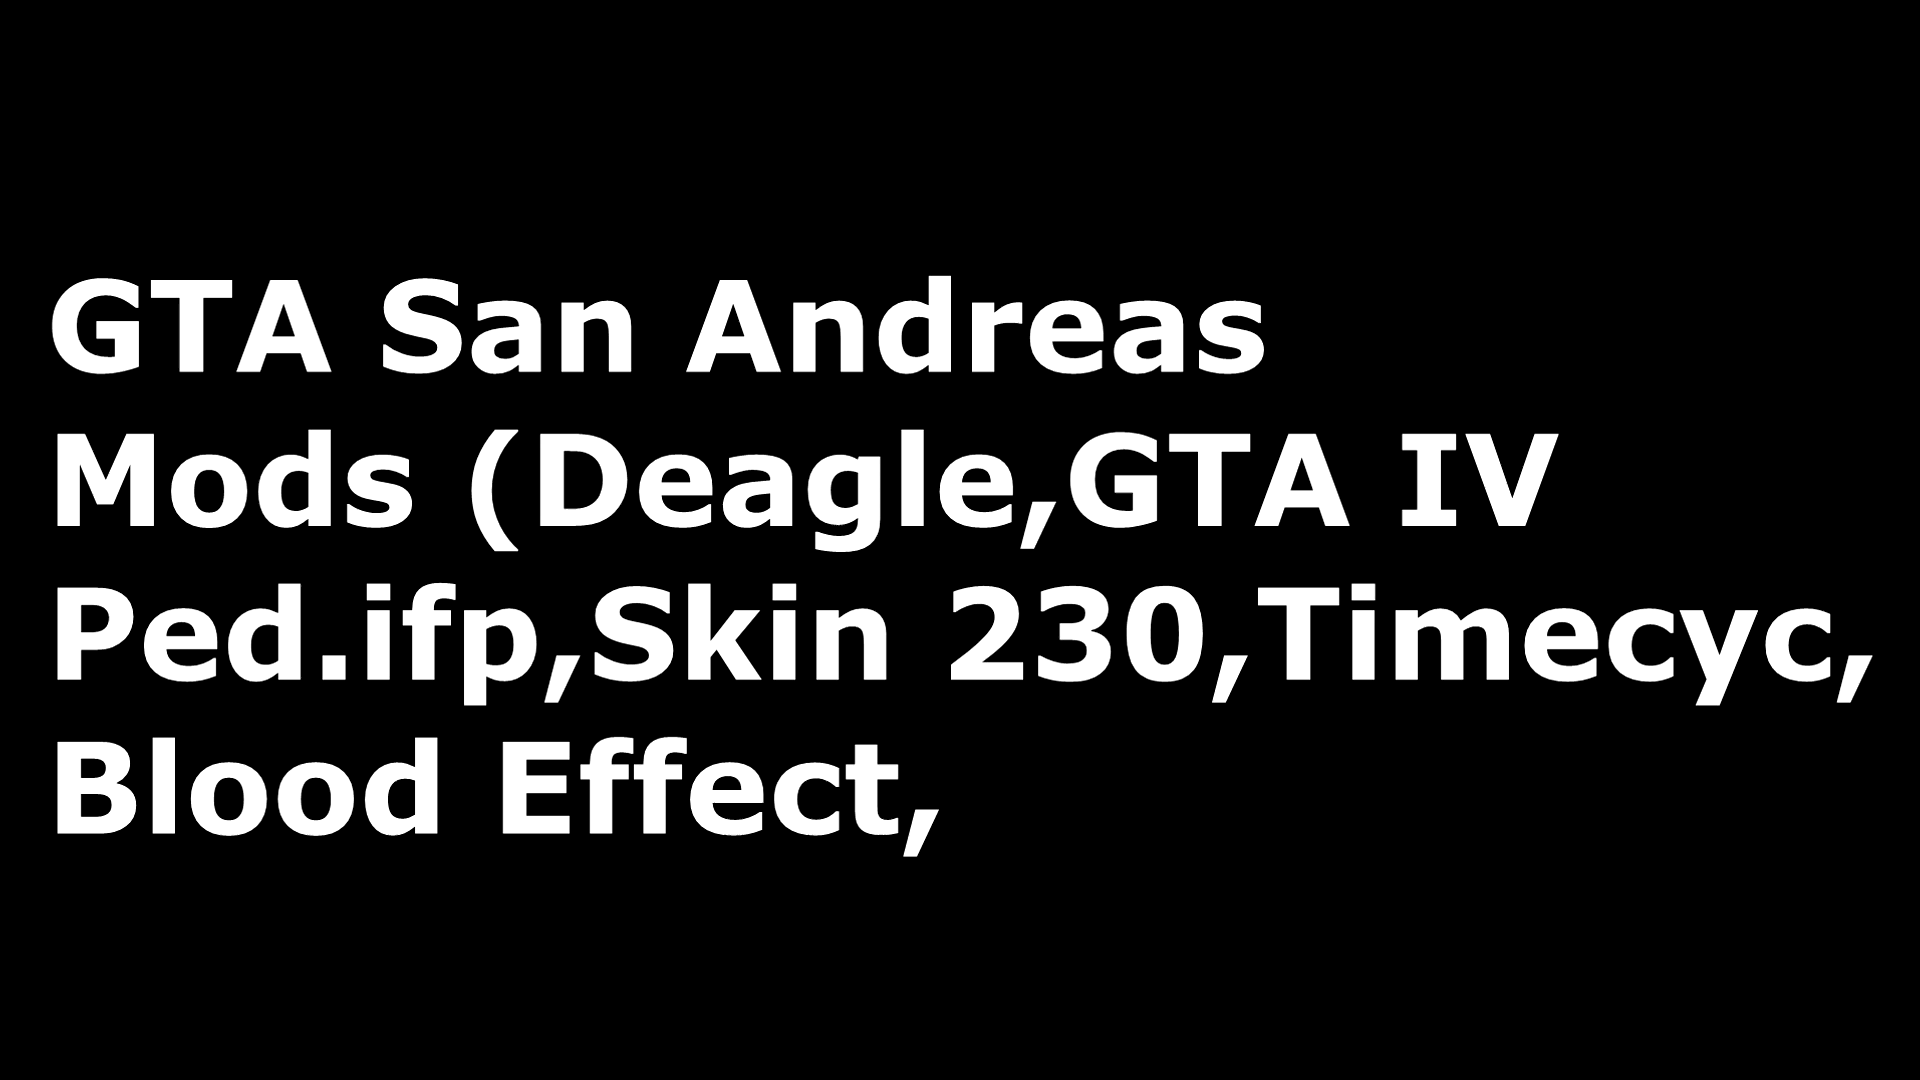 GTA San Andreas
Mods (Deagle,GTA IV
Ped.ifp,Skin 230,Timecyc,
Blood Effect,